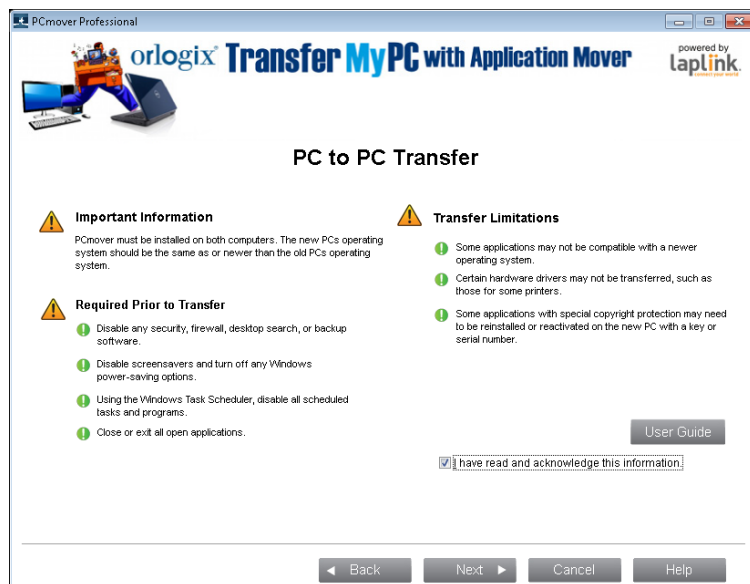 PCmover Professional
orlogix Transfer My PC with Application Mover
powered by
laplink.
connect your world
PC to PC Transfer
Important Information
PCmover must be installed on both computers. The new PCs operating
system should be the same as or newer than the old PCs operating
system.
Required Prior to Transfer
Disable any security, firewall, desktop search, or backup
software.
Disable screensavers and turn off any Windows
power-saving options.
Using the Windows Task Scheduler, disable all scheduled
tasks and programs.
Close or exit all open applications.
Transfer Limitations
Some applications may not be compatible with a newer
operating system.
Certain hardware drivers may not be transferred, such as
those for some printers.
Some applications with special copyright protection may need
to be reinstalled or reactivated on the new PC with a key or
serial number.
User Guide
I have read and acknowledge this information.
Back
Next
Cancel
Help